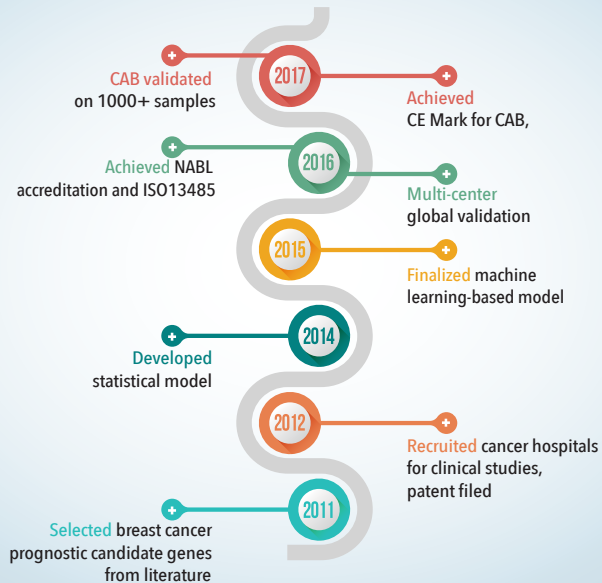 2017
CAB validated
on 1000+ samples
Achieved
CE Mark for CAB,
2016
Achieved NABL
accreditation and ISO13485
Multi-center
global validation
2015
Finalized machine
learning-based model
2014
Developed
statistical model
2012
Recruited cancer hospitals
for clinical studies,
patent filed
2011
Selected breast cancer
prognostic candidate genes
from literature